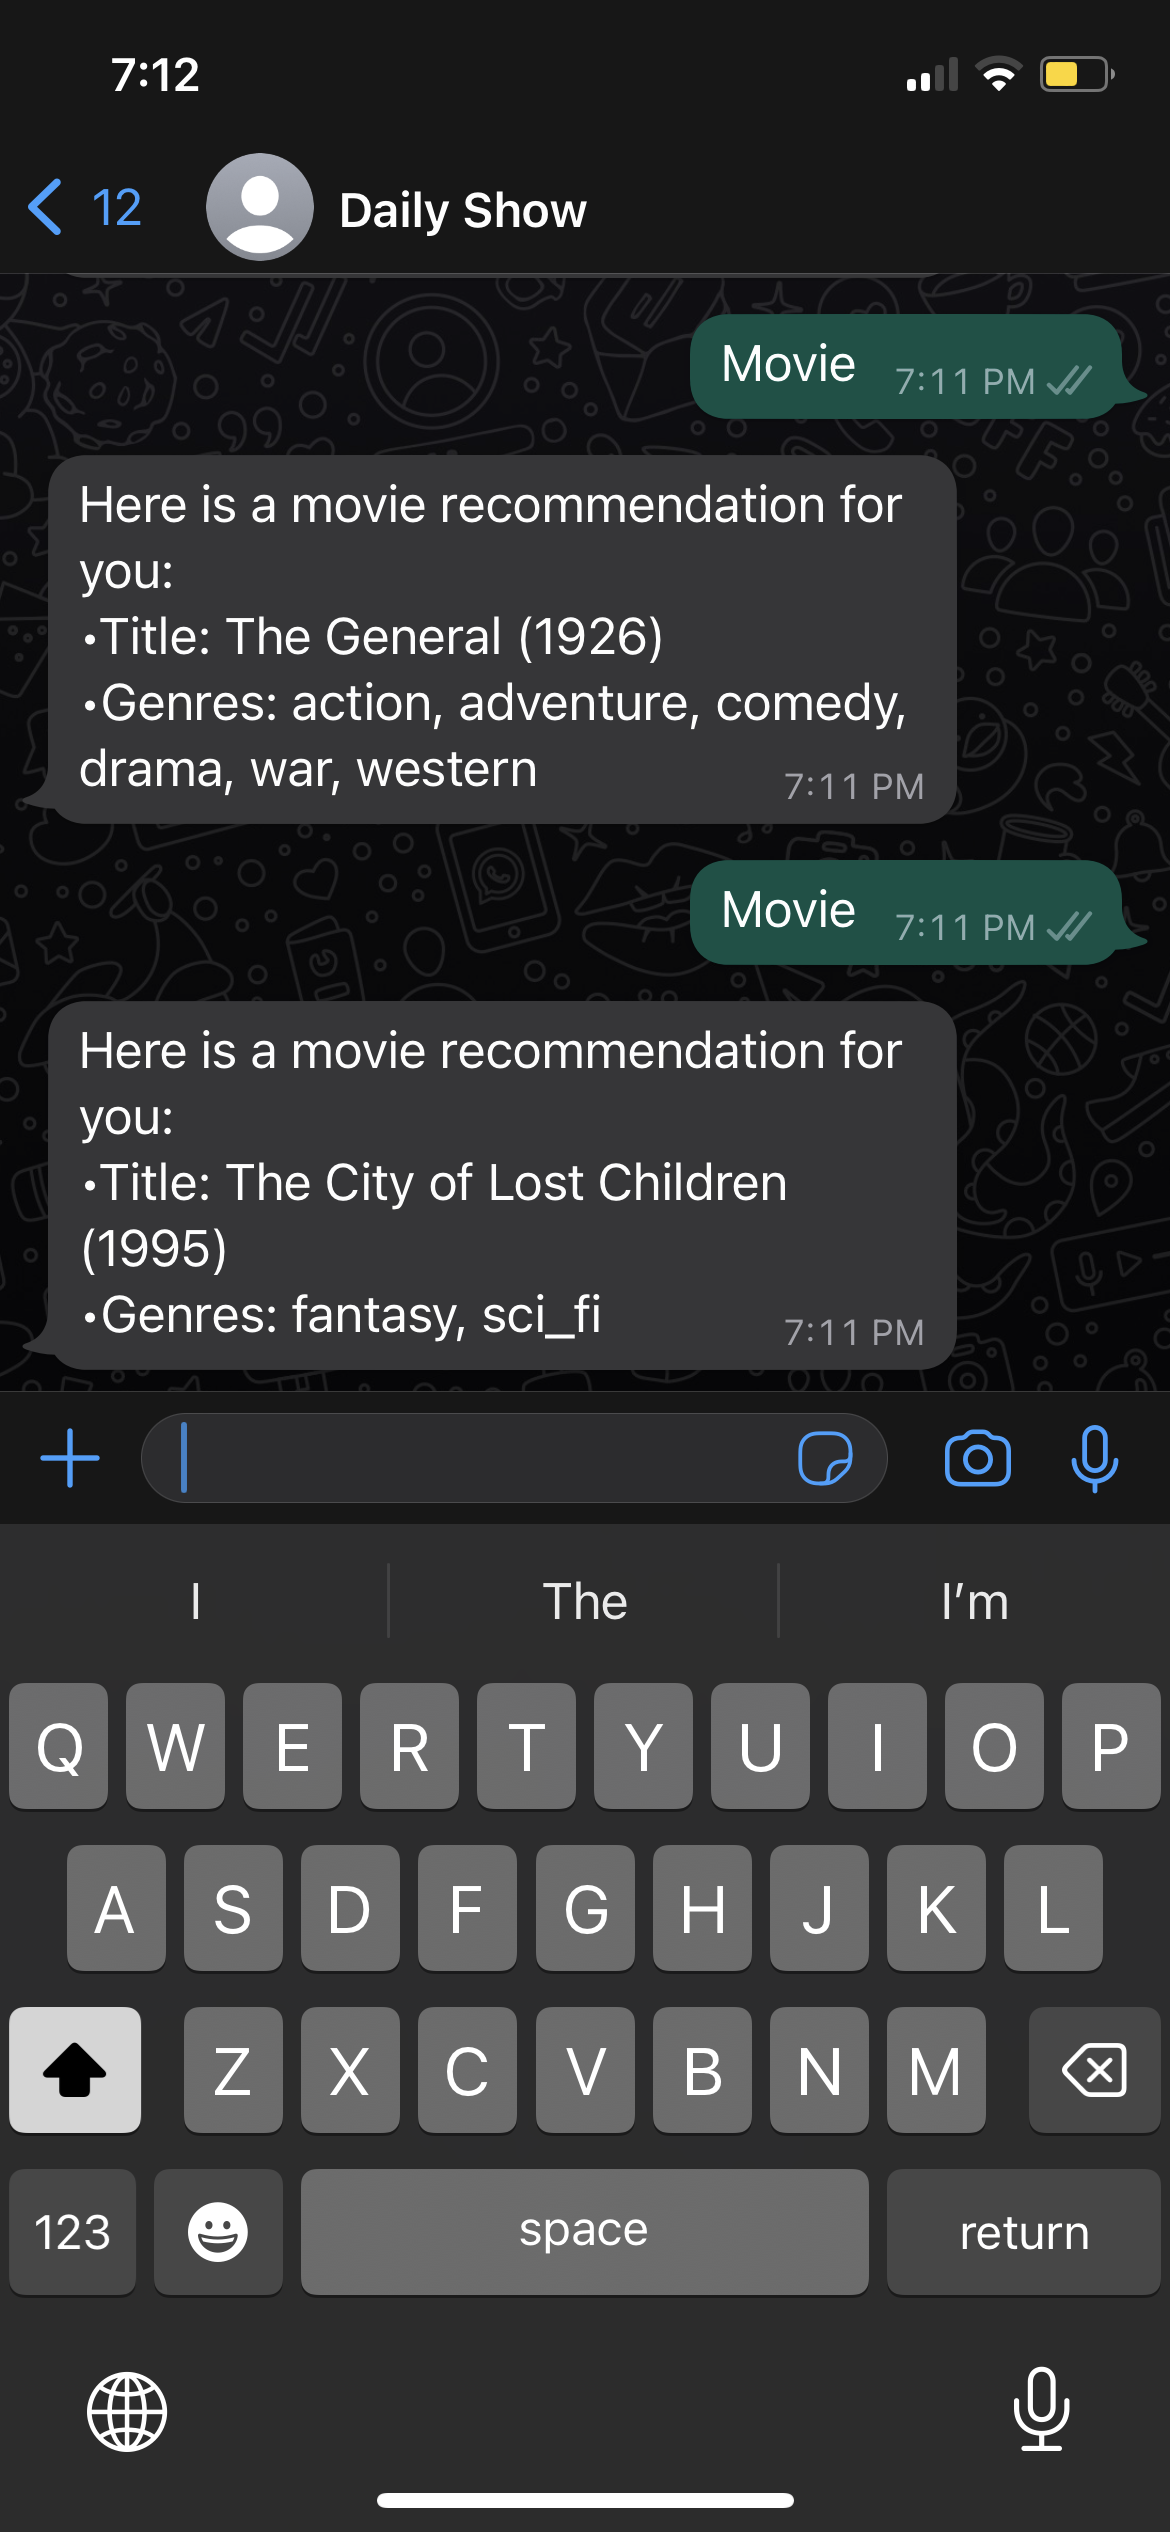 7:12
12
Daily Show
Movie 7:11 PM
Here is a movie recommendation for
you:
•Title: The General (1926)
•Genres: action, adventure, comedy,
drama, war, western
7:11 PM
Movie 7:11 PM
Here is a movie recommendation for
you:
•Title: The City of Lost Children
(1995)
•Genres: fantasy, sci_fi
7:11 PM
I The I’m
Q W E R T Y U I O P
A S D F G H J K L
Z X C V B N M
123 space return